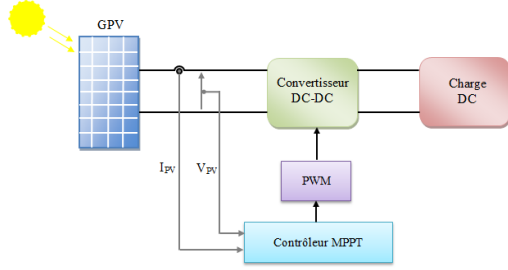 GPV
Convertisseur
DC-DC
Charge
DC
IPV
VPV
PWM
Contrôleur MPPT